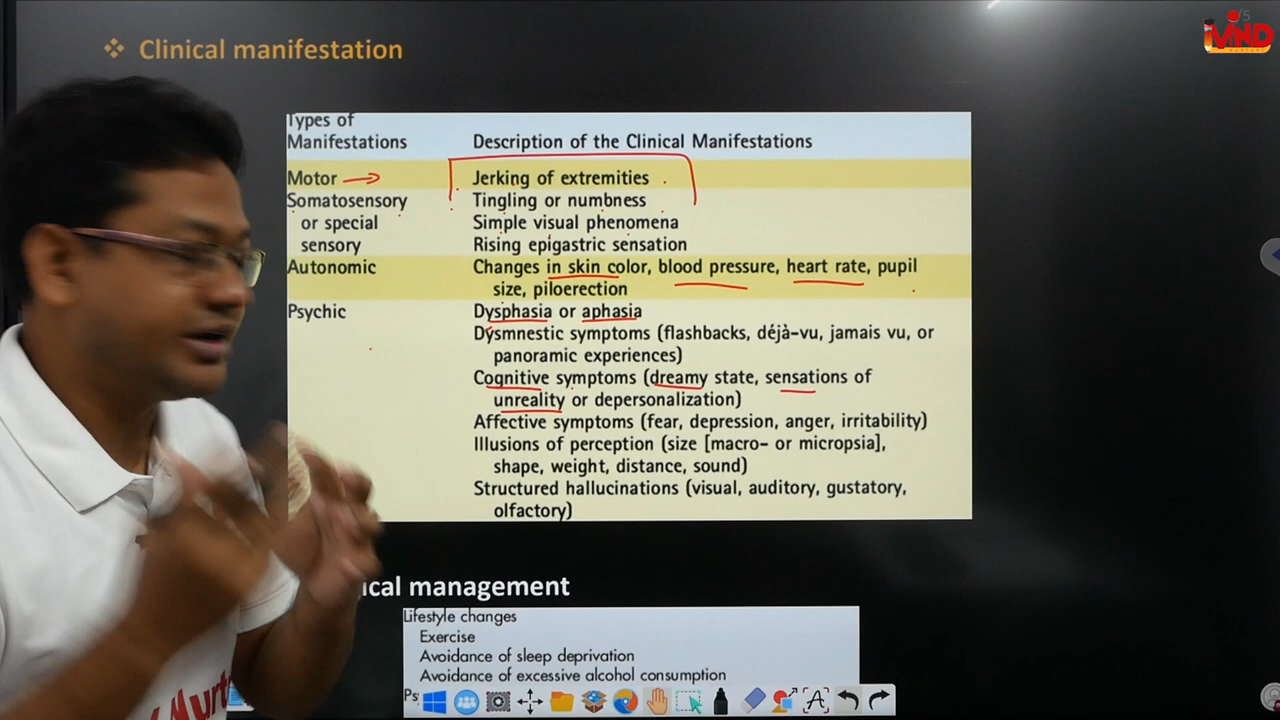 ❖ Clinical manifestation
Types of
Manifestations Description of the Clinical Manifestations
Motor Jerking of extremities
Somatosensory Tingling or numbness
or special Simple visual phenomena
sensory Rising epigastric sensation
Autonomic Changes in skin color, blood pressure, heart rate, pupil
size, piloerection
Psychic Dysphasia or aphasia
Dysmnestic symptoms (flashbacks, déjà-vu, jamais vu, or
panoramic experiences)
Cognitive symptoms (dreamy state, sensations of
unreality or depersonalization)
Affective symptoms (fear, depression, anger, irritability)
Illusions of perception (size [macro- or micropsia],
shape, weight, distance, sound)
Structured hallucinations (visual, auditory, gustatory,
olfactory)
ical management
Lifestyle changes
Exercise
Avoidance of sleep deprivation
Avoidance of excessive alcohol consumption
Ps